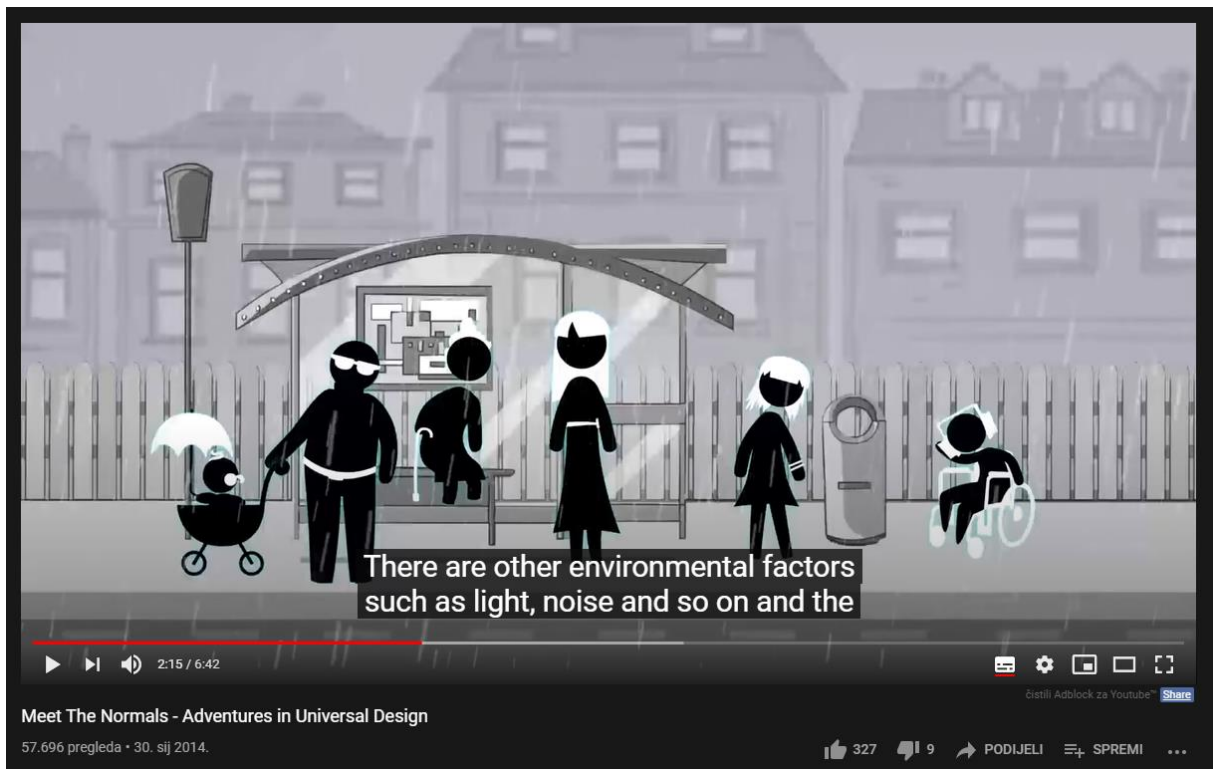 There are other environmental factors
such as light, noise and so on and the
2:15 / 6:42
čistili Adblock za Youtube™ Share
Meet The Normals - Adventures in Universal Design
57.696 pregleda • 30. sij 2014.
327 9 PODIJELI SPREMI